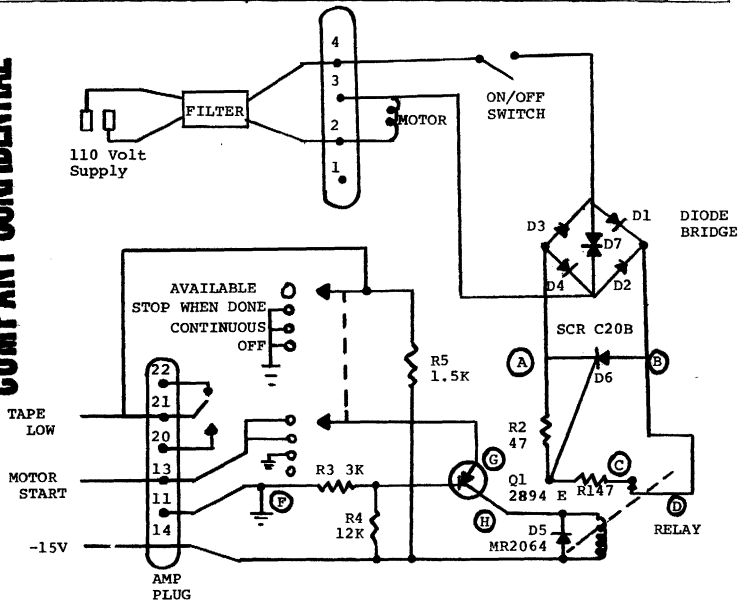 COMPANY CONFIDENTIAL
4
3
2
1
FILTER
MOTOR
ON/OFF
SWITCH
110 Volt
Supply
D3
D1
D7
D4
D2
DIODE
BRIDGE
AVAILABLE
STOP WHEN DONE
CONTINUOUS
OFF
SCR C20B
A
B
D6
R5
1.5K
22
21
20
13
11
14
TAPE
LOW
MOTOR
START
-15V
AMP
PLUG
R2
47
R3 3K
G
Q1
2894 E
C
R147
F
R4
12K
H
D
D5
MR2064
RELAY